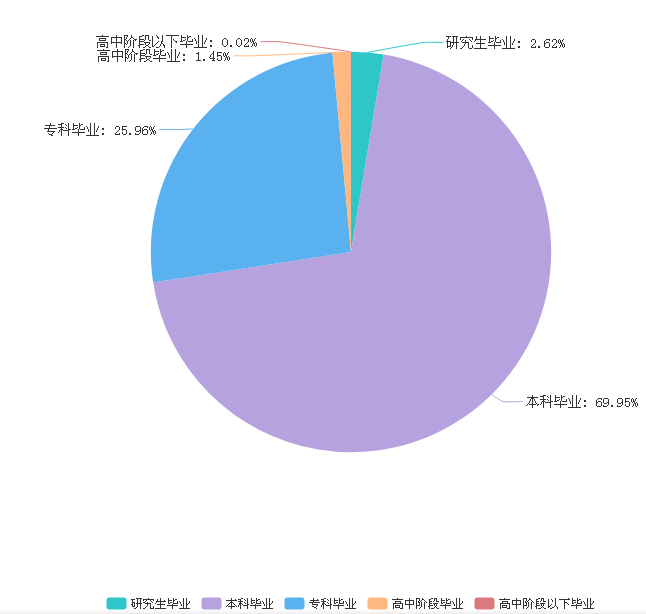 高中阶段以下毕业: 0.02%
研究生毕业: 2.62%
高中阶段毕业: 1.45%
专科毕业: 25.96%
本科毕业: 69.95%
研究生毕业 本科毕业 专科毕业 高中阶段毕业 高中阶段以下毕业